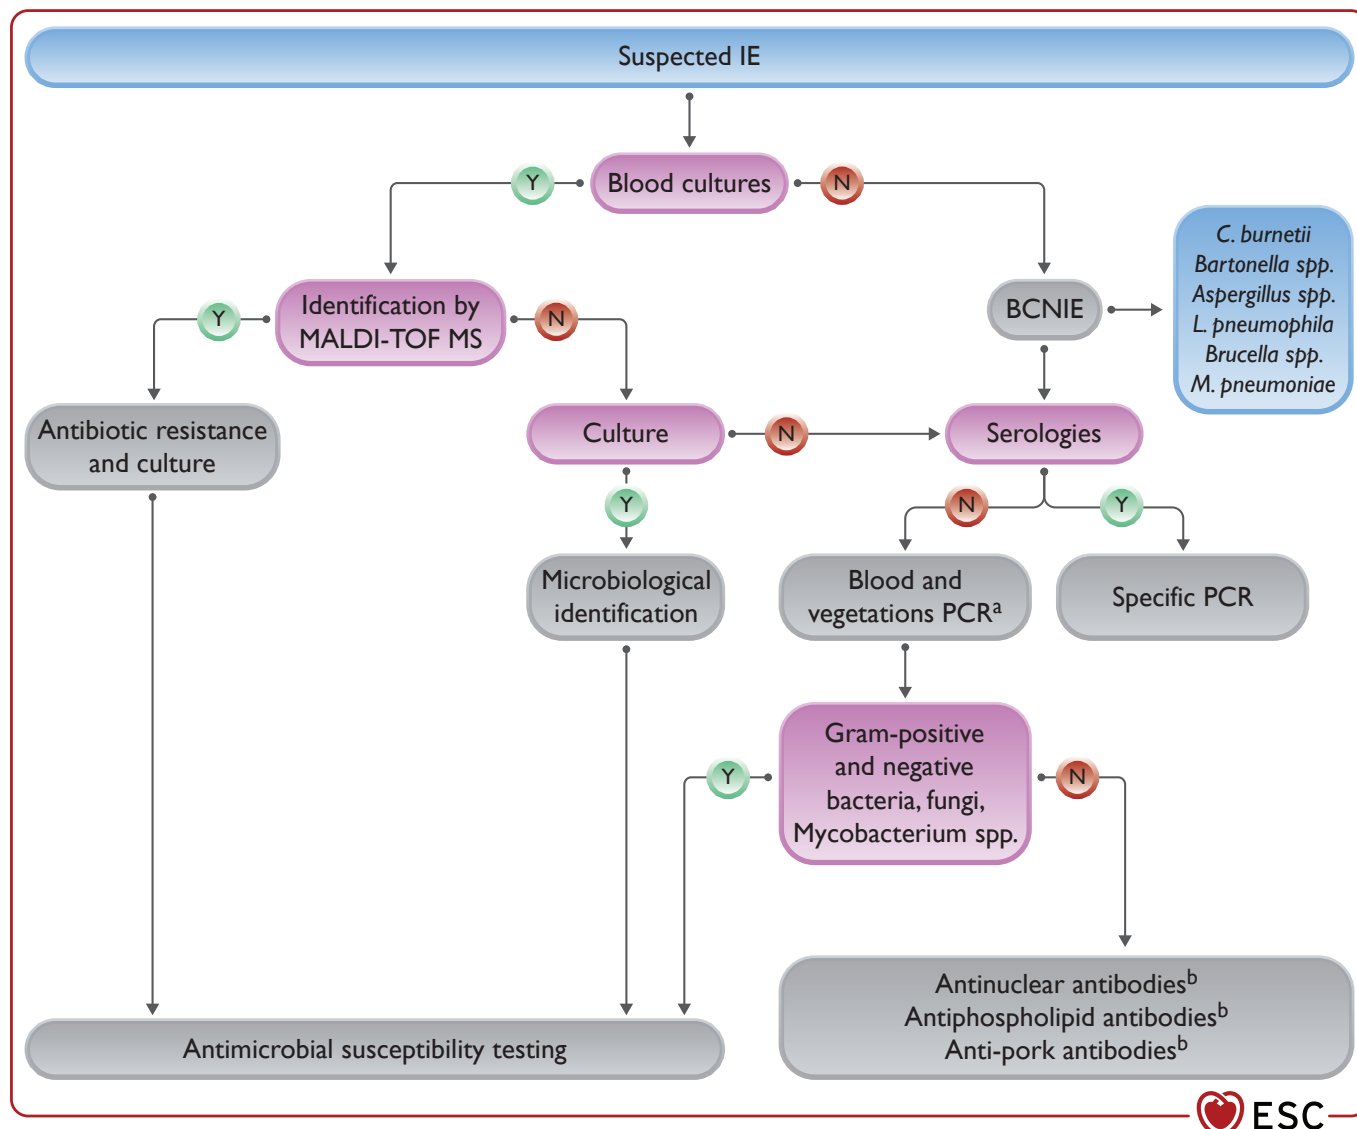 Suspected IE
Y
Blood cultures
N
C. burnetii
Bartonella spp.
Aspergillus spp.
L. pneumophila
Brucella spp.
M. pneumoniae
Y
Identification by
MALDI-TOF MS
N
BCNIE
Antibiotic resistance
and culture
Culture
N
Serologies
Y
N
Y
Microbiological
identification
Blood and
vegetations PCRᵃ
Specific PCR
Y
Gram-positive
and negative
bacteria, fungi,
Mycobacterium spp.
N
Antinuclear antibodiesᵇ
Antiphospholipid antibodiesᵇ
Anti-pork antibodiesᵇ
Antimicrobial susceptibility testing
ESC